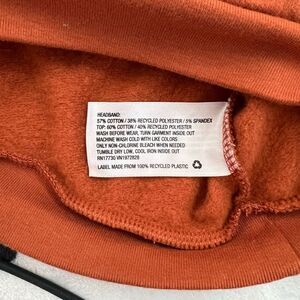 HEADBAND:
57% COTTON / 38% RECYCLED POLYESTER / 5% SPANDEX
TOP: 60% COTTON / 40% RECYCLED POLYESTER
WASH BEFORE WEAR, TURN GARMENT INSIDE OUT
MACHINE WASH COLD WITH LIKE COLORS
ONLY NON-CHLORINE BLEACH WHEN NEEDED
TUMBLE DRY LOW, COOL IRON INSIDE OUT
RN17730 VN1972829
LABEL MADE FROM 100% RECYCLED PLASTIC